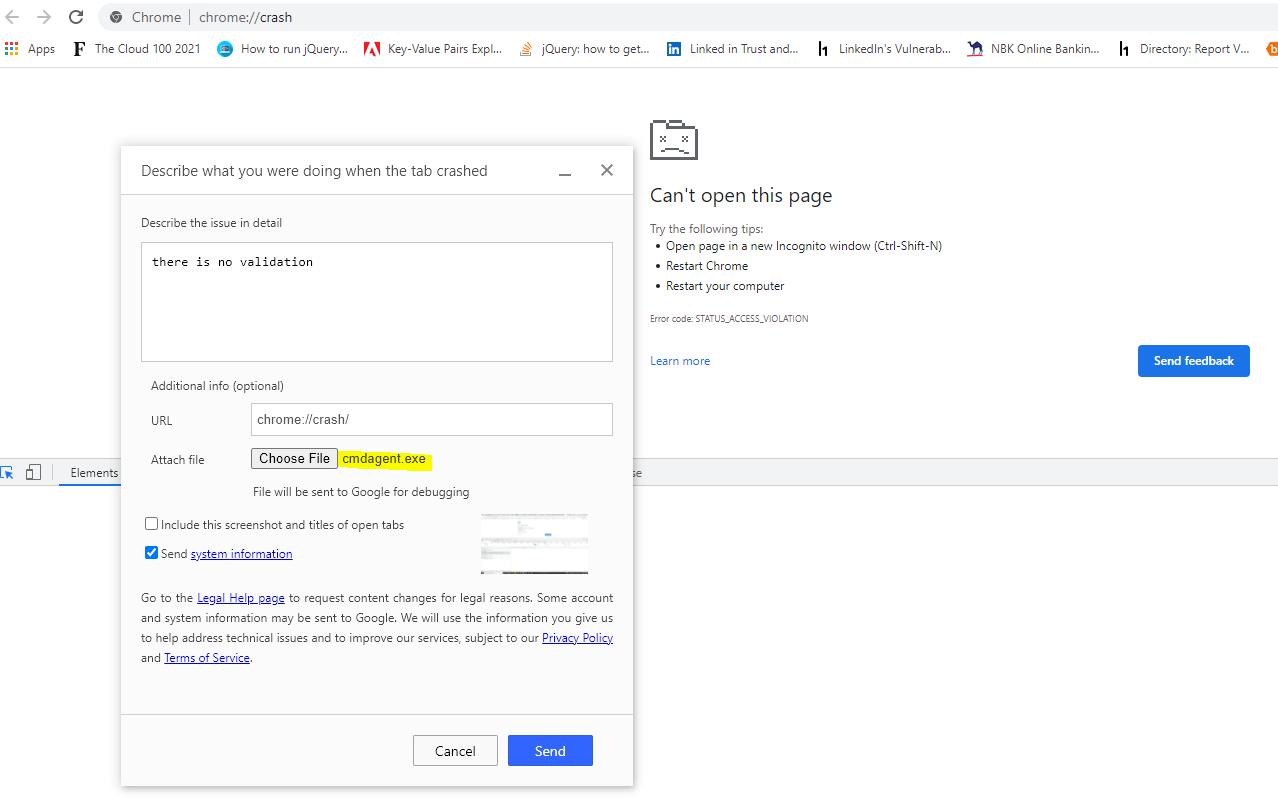 Chrome | chrome://crash
Apps The Cloud 100 2021 How to run jQuery... Key-Value Pairs Expl... jQuery: how to get... Linked in Trust and... LinkedIn's Vulnerab... NBK Online Bankin... Directory: Report V...
Can't open this page
Try the following tips:
• Open page in a new Incognito window (Ctrl-Shift-N)
• Restart Chrome
• Restart your computer
Error code: STATUS_ACCESS_VIOLATION
Learn more
Send feedback
Describe what you were doing when the tab crashed
Describe the issue in detail
there is no validation
Additional info (optional)
URL chrome://crash/
Attach file Choose File cmdagent.exe
File will be sent to Google for debugging
Include this screenshot and titles of open tabs
Send system information
Go to the Legal Help page to request content changes for legal reasons. Some account
and system information may be sent to Google. We will use the information you give us
to help address technical issues and to improve our services, subject to our Privacy Policy
and Terms of Service.
Cancel Send
Elements se